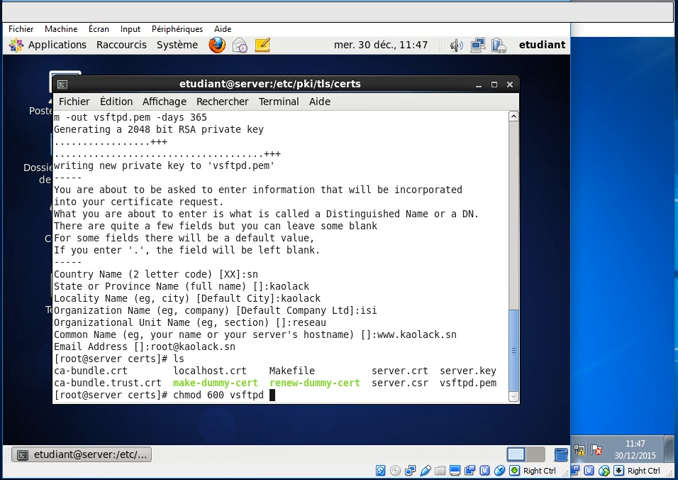 Fichier Machine Écran Input Périphériques Aide
Applications Raccourcis Système mer. 30 déc., 11:47 etudiant
etudiant@server:/etc/pki/tls/certs
Poste
Fichier Édition Affichage Rechercher Terminal Aide
m -out vsftpd.pem -days 365
Generating a 2048 bit RSA private key
.................+++
.....................................+++
writing new private key to 'vsftpd.pem'
-----
You are about to be asked to enter information that will be incorporated
into your certificate request.
What you are about to enter is what is called a Distinguished Name or a DN.
There are quite a few fields but you can leave some blank
For some fields there will be a default value,
If you enter '.', the field will be left blank.
-----
Country Name (2 letter code) [XX]:sn
State or Province Name (full name) []:kaolack
Locality Name (eg, city) [Default City]:kaolack
Organization Name (eg, company) [Default Company Ltd]:isi
Organizational Unit Name (eg, section) []:reseau
Common Name (eg, your name or your server's hostname) []:www.kaolack.sn
Email Address []:root@kaolack.sn
[root@server certs]# ls
ca-bundle.crt localhost.crt Makefile server.crt server.key
ca-bundle.trust.crt make-dummy-cert renew-dummy-cert server.csr vsftpd.pem
[root@server certs]# chmod 600 vsftpd
Dossie
de
C
etudiant@server:/etc/...
11:47
30/12/2015
Right Ctrl
Right Ctrl